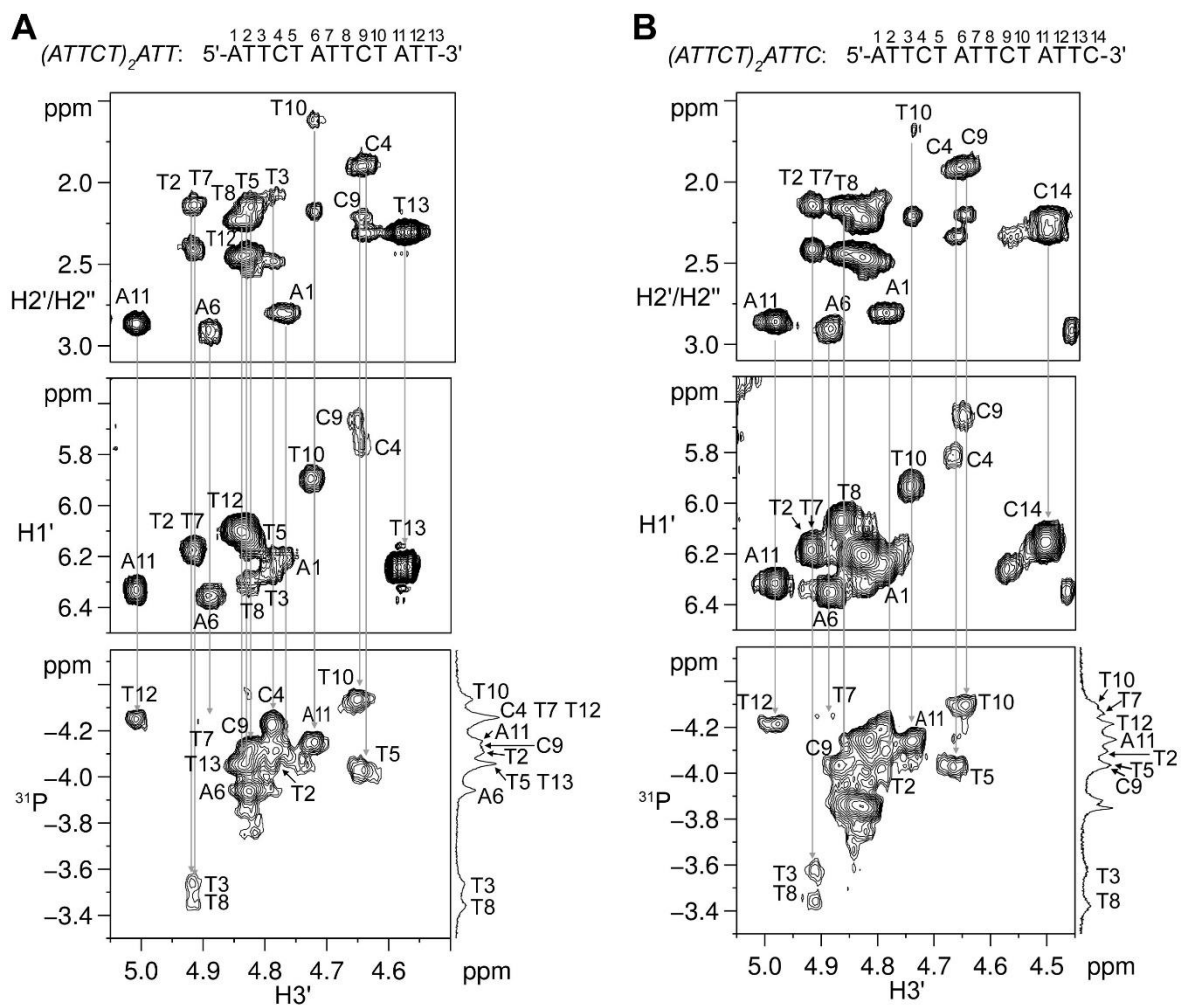 A
1 2 3 4 5 6 7 8 9 10 11 12 13
(ATTCT)2ATT: 5'-ATTCT ATTCT ATT-3'
ppm
2.0
2.5
H2'/H2"
3.0
T10
C4
T2 T7 T5 T3
T8
C9
T13
T12
A11
A6
A1
ppm
5.8
6.0
H1'
6.2
6.4
C9
C4
T10
T12
T2 T7
T5
T13
A11
A1
T3
T8
A6
ppm
-4.2
-4.0
31P
-3.8
-3.6
-3.4
T12
C4
T10
A11
C9
T7
T13
T5
A6
T2
T3
T8
T10
C4 T7 T12
A11
C9
T2
T5 T13
A6
T3
T8
5.0 4.9 4.8 4.7 4.6 ppm
H3'
B
1 2 3 4 5 6 7 8 9 10 11 12 13 14
(ATTCT)2ATTC: 5'-ATTCT ATTCT ATTC-3'
ppm
2.0
2.5
H2'/H2"
3.0
T10
C4 C9
T2 T7 T8
C14
A11
A6
A1
ppm
5.8
6.0
H1'
6.2
6.4
C9
C4
T10
T8
T2 T7
C14
A11
A1
A6
ppm
-4.2
-4.0
31P
-3.8
-3.6
-3.4
T12
T7
T10
A11
C9
T2
T5
T3
T8
T10
T7
T12
A11
T2
T5
C9
T3
T8
5.0 4.9 4.8 4.7 4.6 4.5 ppm
H3'